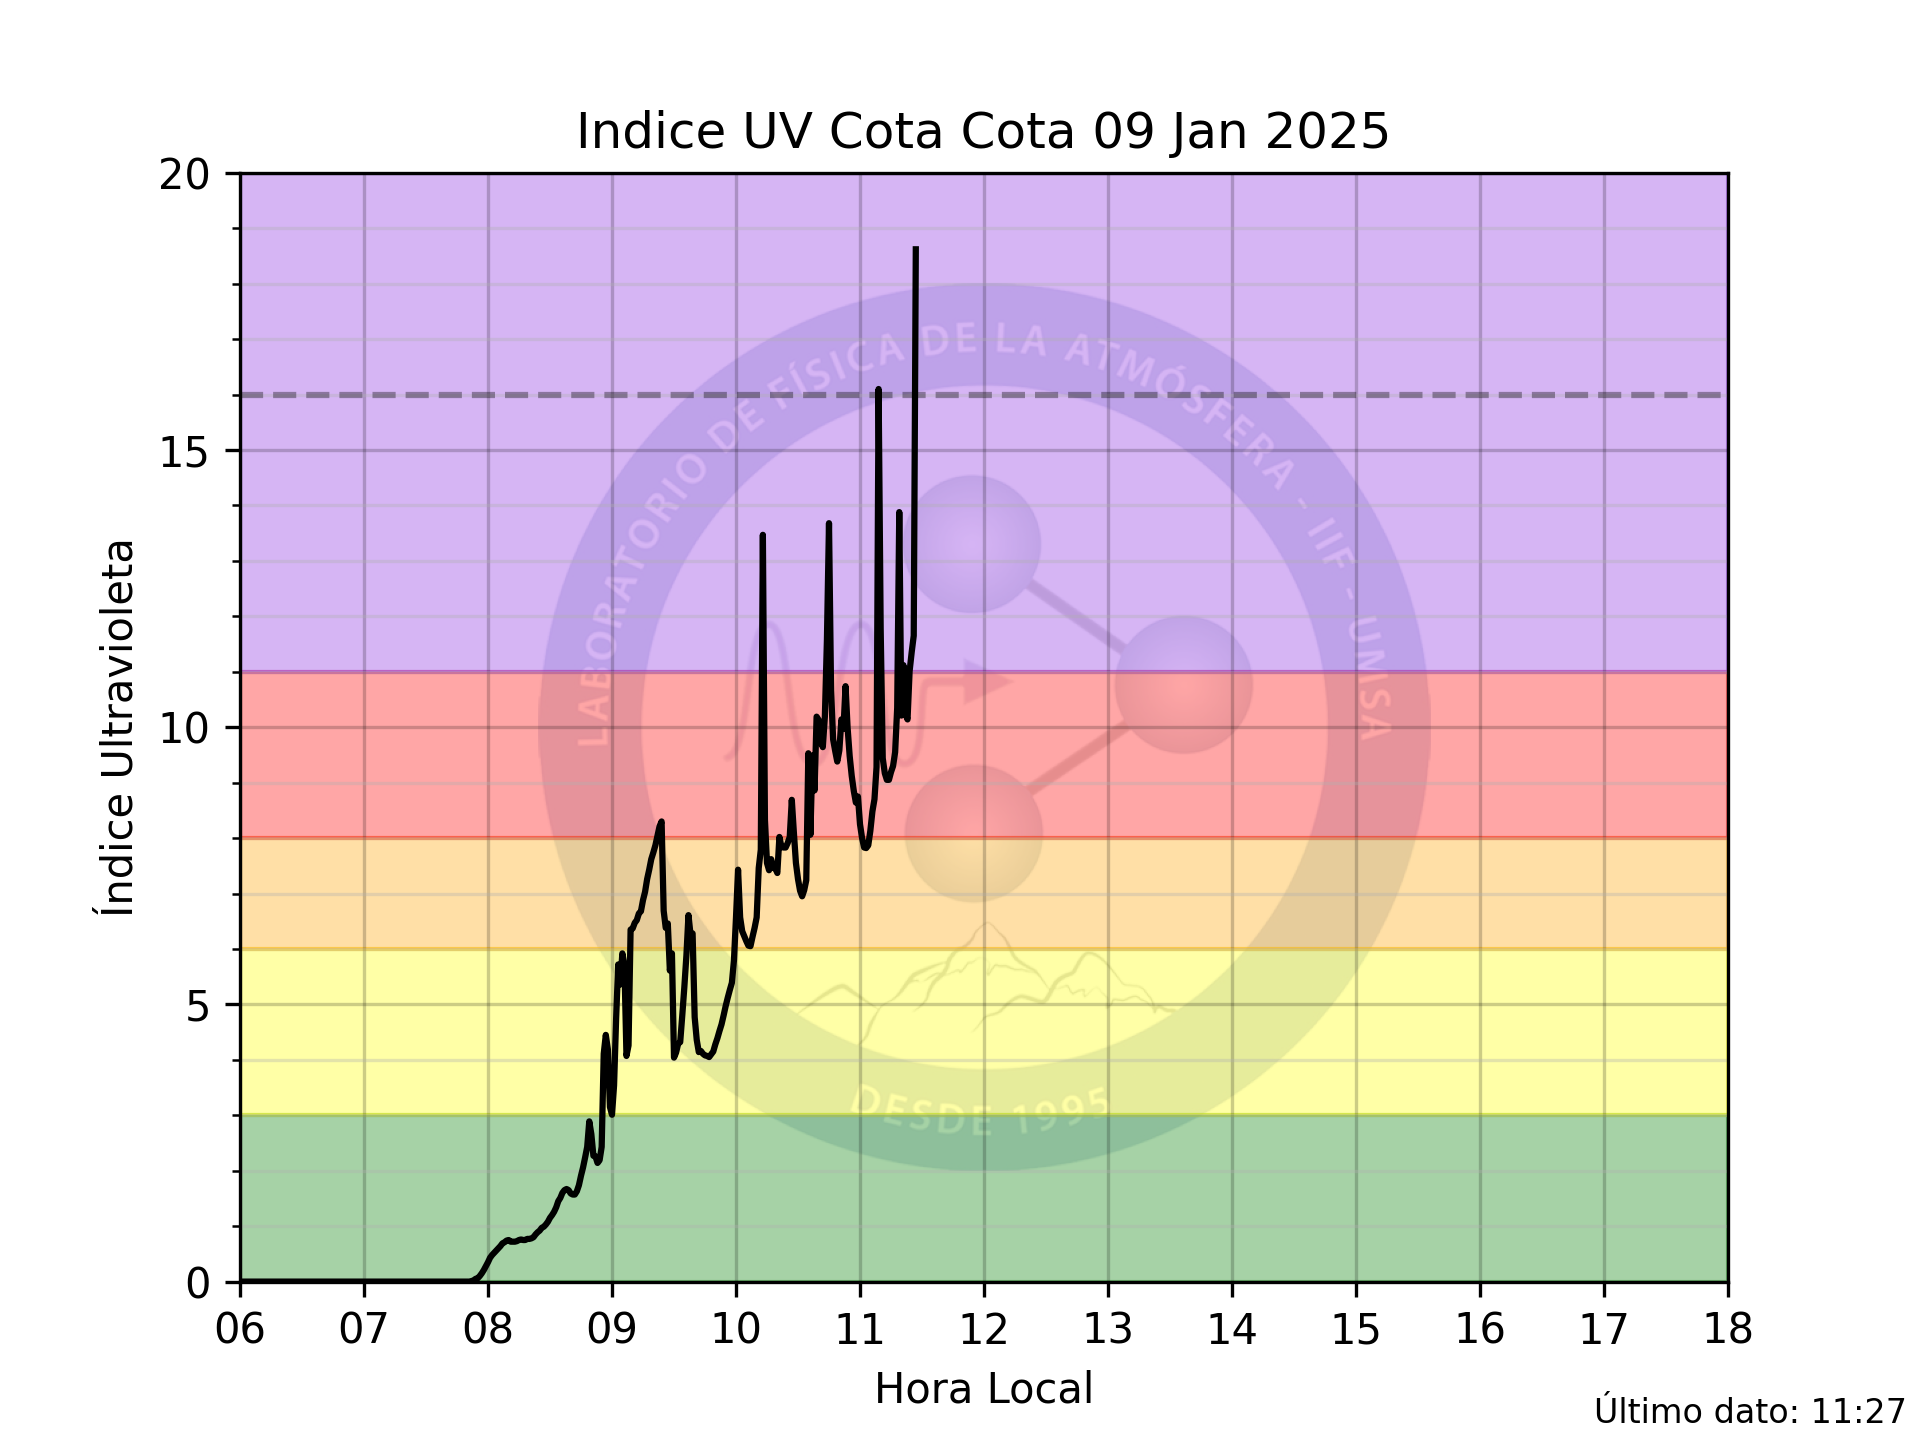 Indice UV Cota Cota 09 Jan 2025
20
15
10
5
0
Índice Ultravioleta
LABORATORIO DE FÍSICA DE LA ATMÓSFERA - IIF - UMSA
DESDE 1995
06 07 08 09 10 11 12 13 14 15 16 17 18
Hora Local
Último dato: 11:27